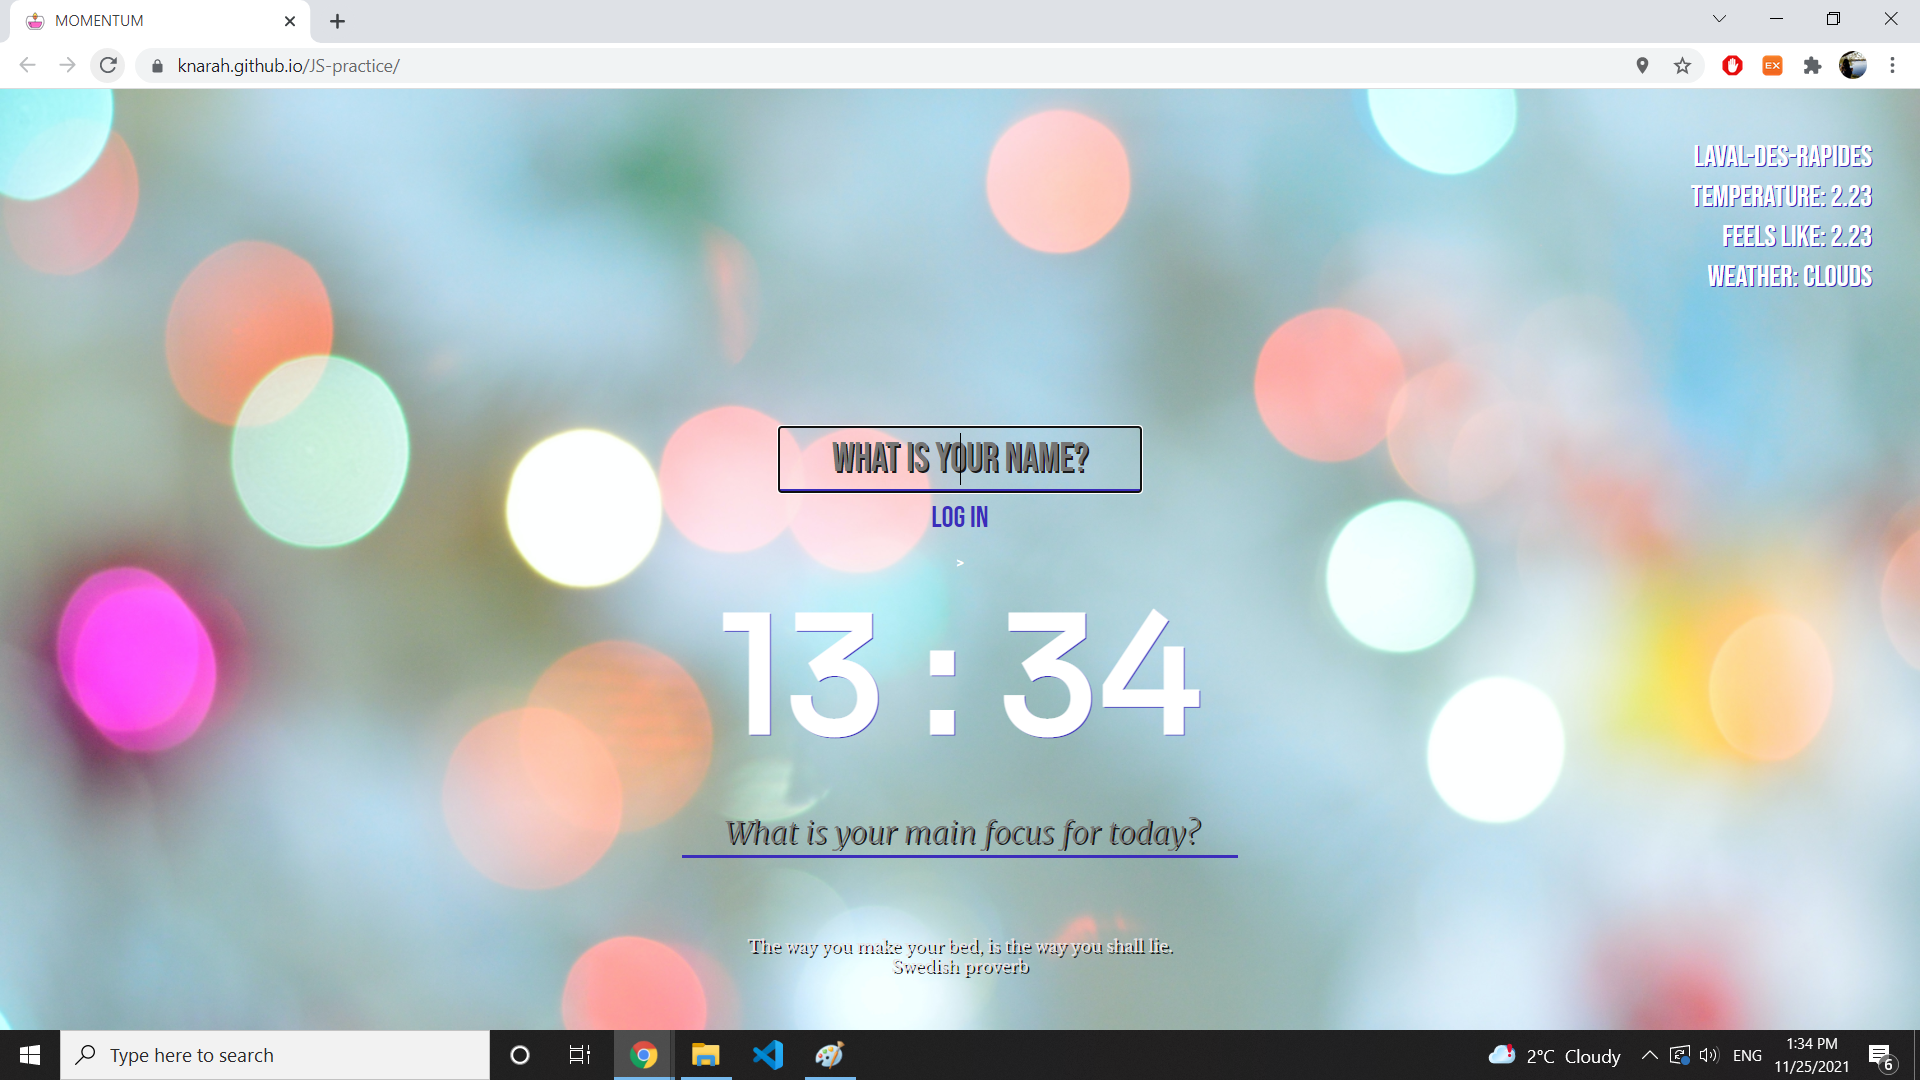 MOMENTUM
knarah.github.io/JS-practice/
EX
LAVAL-DES-RAPIDES
TEMPERATURE: 2.23
FEELS LIKE: 2.23
WEATHER: CLOUDS
WHAT IS YOUR NAME?
LOG IN
>
13 : 34
What is your main focus for today?
The way you make your bed, is the way you shall lie.
Swedish proverb
Type here to search
2°C Cloudy
ENG
1:34 PM
11/25/2021
6